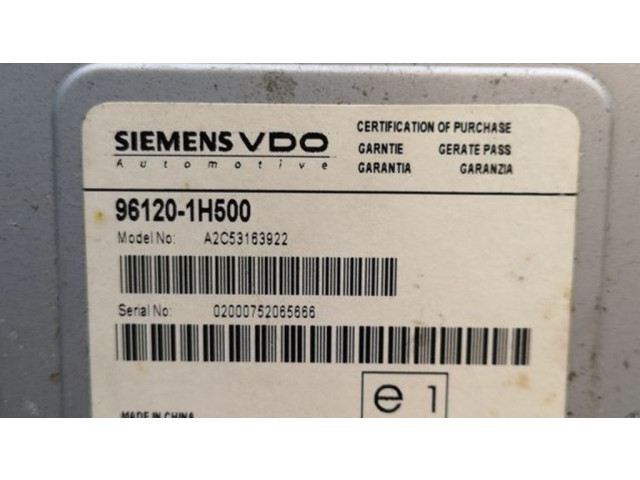 SIEMENS VDO
Automotive
CERTIFICATION OF PURCHASE
GARNTIE GERATE PASS
GARANTIA GARANZIA
96120-1H500
Model No: A2C53163922
Serial No: 02000752065666
e 1
MADE IN CHINA